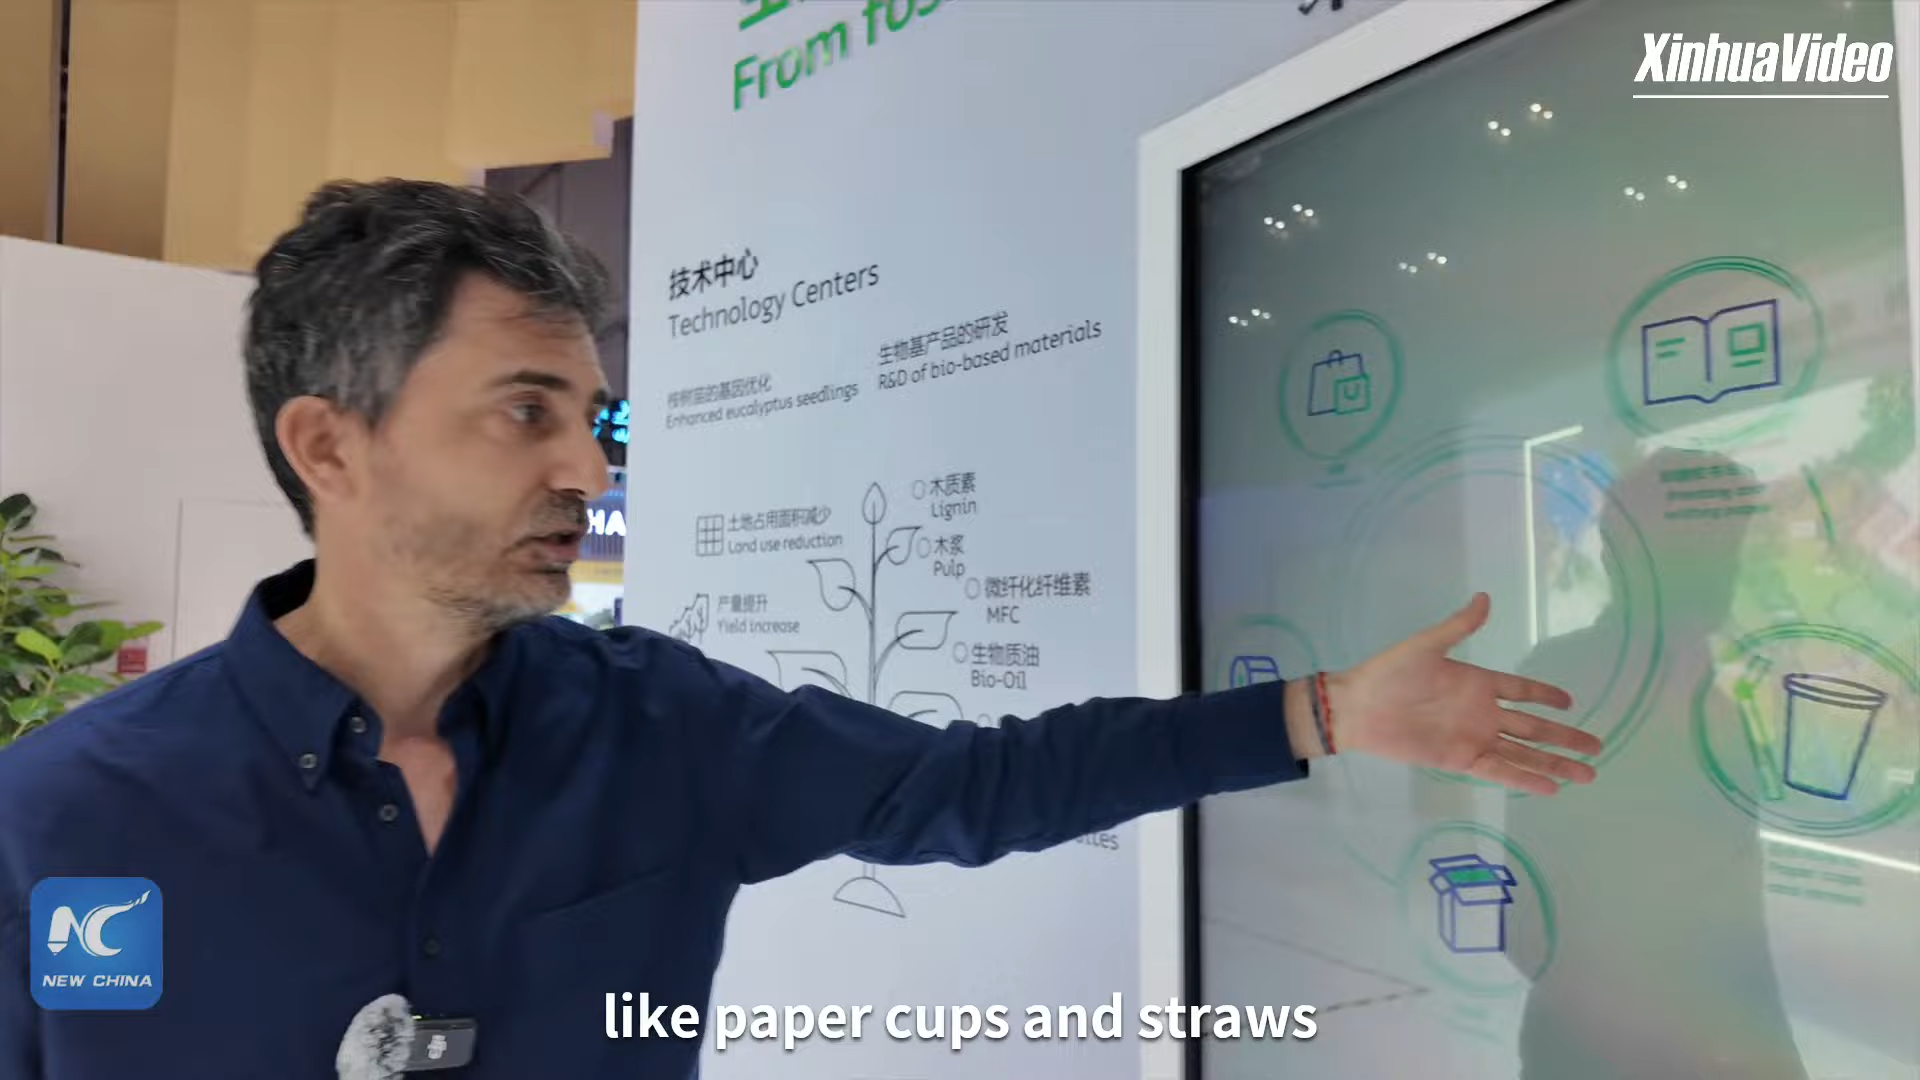 XinhuaVideo
From fos
技术中心
Technology Centers
桉树苗的基因优化
Enhanced eucalyptus seedlings
生物基产品的研发
R&D of bio-based materials
木质素
Lignin
土地占用面积减少
Land use reduction
木浆
Pulp
微纤化纤维素
MFC
产量提升
Yield increase
生物质油
Bio-Oil
HA
NC
NEW CHINA
like paper cups and straws